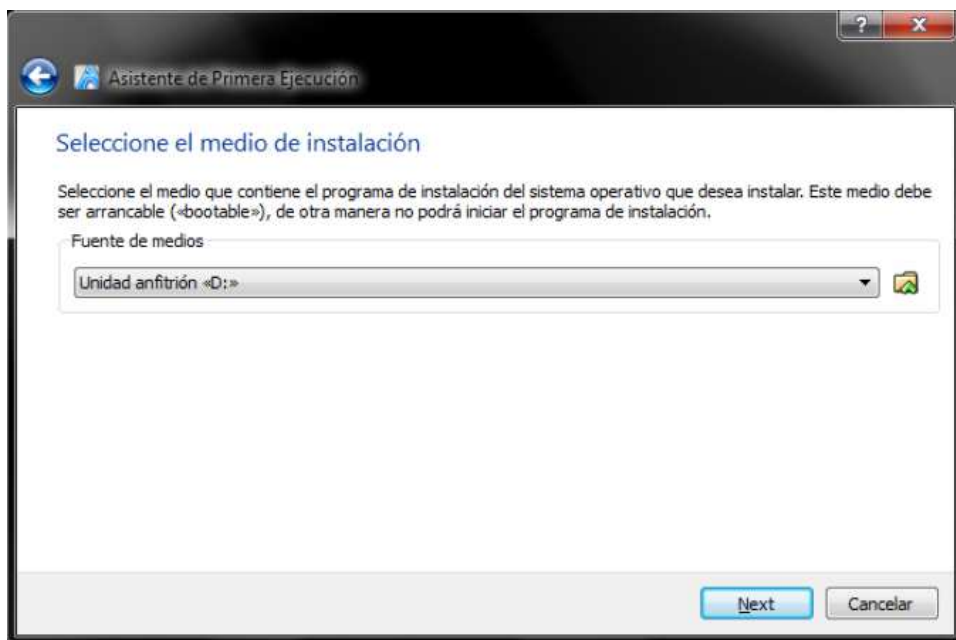 ?
X
Asistente de Primera Ejecución
Seleccione el medio de instalación
Seleccione el medio que contiene el programa de instalación del sistema operativo que desea instalar. Este medio debe
ser arrancable («bootable»), de otra manera no podrá iniciar el programa de instalación.
Fuente de medios
Unidad anfitrión «D:»
Next
Cancelar